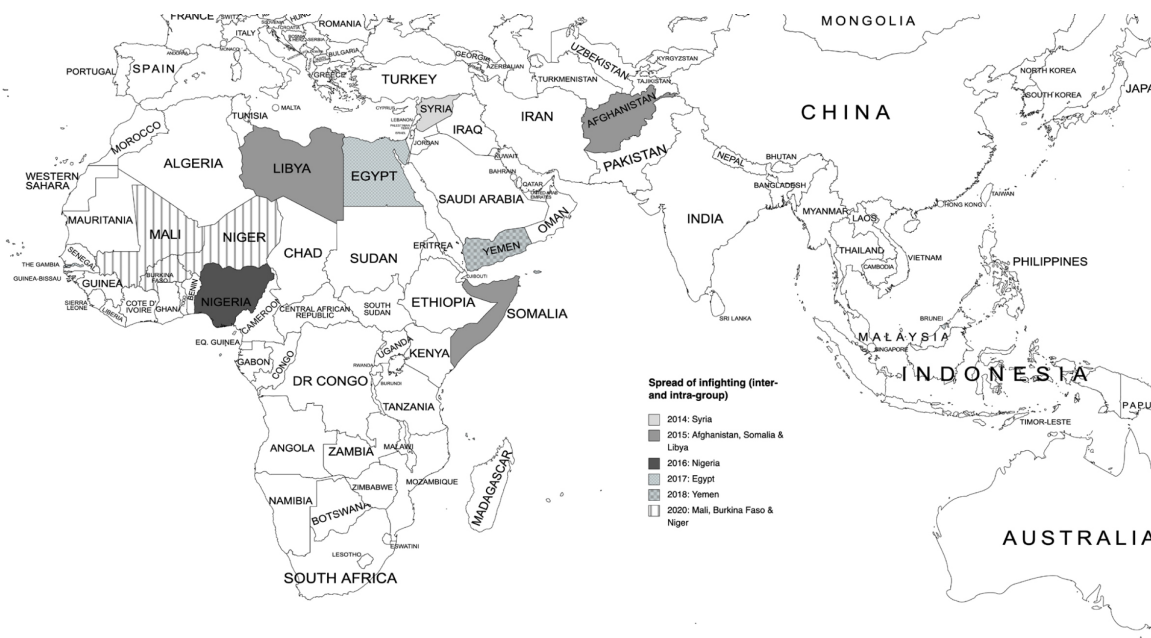 FRANCE
SWITZ
ROMANIA
MONGOLIA
ITALY
BULGARIA
GEORGIA
UZBEKISTAN
KYRGYZSTAN
PORTUGAL
SPAIN
GREECE
TURKEY
AZERBAIJAN
TURKMENISTAN
TAJIKISTAN
NORTH KOREA
SOUTH KOREA
JAPA
MALTA
CYPRUS
SYRIA
TUNISIA
LEBANON
IRAQ
IRAN
AFGHANISTAN
CHINA
MOROCCO
JORDAN
ALGERIA
LIBYA
EGYPT
KUWAIT
PAKISTAN
NEPAL
BHUTAN
WESTERN
SAHARA
BAHRAIN
QATAR
UNITED ARAB
EMIRATES
BANGLADESH
TAIWAN
HONG KONG
SAUDI ARABIA
OMAN
INDIA
MYANMAR
LAOS
MAURITANIA
MALI
NIGER
CHAD
SUDAN
ERITREA
YEMEN
THAILAND
VIETNAM
CAMBODIA
PHILIPPINES
SENEGAL
THE GAMBIA
GUINEA-BISSAU
GUINEA
BURKINA
FASO
BENIN
DJIBOUTI
SIERRA
LEONE
LIBERIA
COTE D'
IVOIRE
GHANA
NIGERIA
CAMEROON
CENTRAL AFRICAN
REPUBLIC
SOUTH
SUDAN
ETHIOPIA
SOMALIA
SRI LANKA
BRUNEI
MALAYSIA
SINGAPORE
EQ. GUINEA
GABON
CONGO
UGANDA
KENYA
RWANDA
BURUNDI
DR CONGO
INDONESIA
TANZANIA
PAPU
TIMOR-LESTE
Spread of infighting (inter-
and intra-group)
2014: Syria
2015: Afghanistan, Somalia &
Libya
2016: Nigeria
2017: Egypt
2018: Yemen
2020: Mali, Burkina Faso &
Niger
ANGOLA
ZAMBIA
MALAWI
MOZAMBIQUE
ZIMBABWE
MADAGASCAR
NAMIBIA
BOTSWANA
ESWATINI
LESOTHO
SOUTH AFRICA
AUSTRALIA